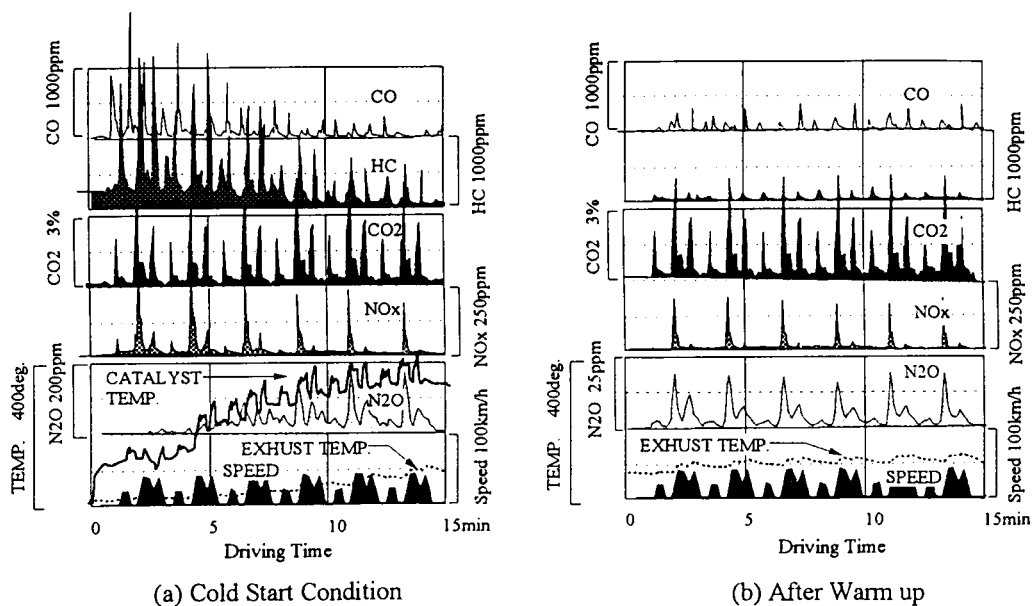 CO 1000ppm
CO
HC 1000ppm
HC
CO2 3%
CO2
NOx 250ppm
NOx
N2O 200ppm
CATALYST
TEMP.
N2O
TEMP. 400deg.
EXHUST TEMP.
SPEED
Speed 100km/h
0 5 10 15min
Driving Time
(a) Cold Start Condition
CO 1000ppm
CO
HC 1000ppm
CO2 3%
CO2
NOx 250ppm
NOx
N2O 25ppm
N2O
TEMP. 400deg.
EXHUST TEMP.
SPEED
Speed 100km/h
0 5 10 15min
Driving Time
(b) After Warm up